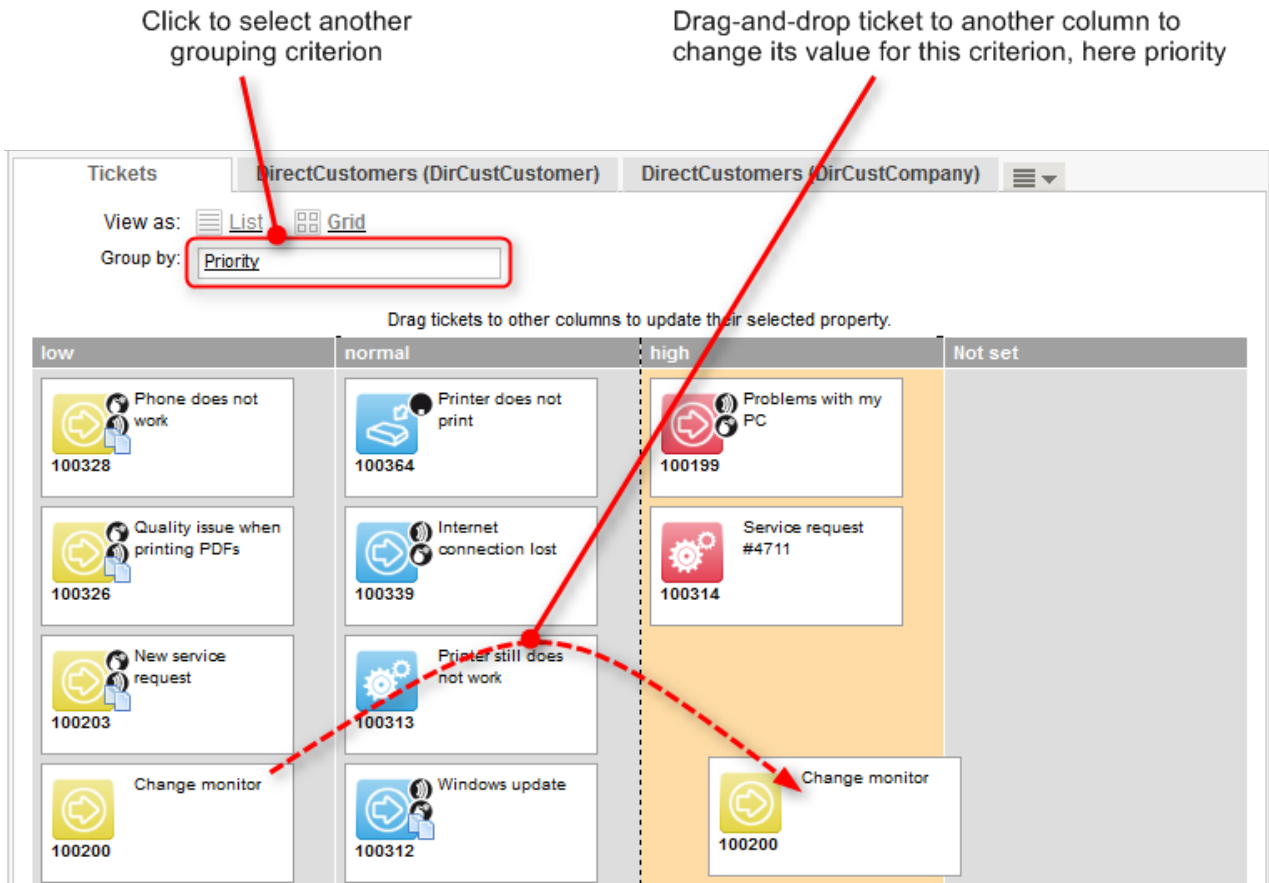 Click to select another
grouping criterion
Drag-and-drop ticket to another column to
change its value for this criterion, here priority
Tickets
DirectCustomers (DirCustCustomer)
DirectCustomers (DirCustCompany)
View as: List Grid
Group by: Priority
Drag tickets to other columns to update their selected property.
low
normal
high
Not set
Phone does not
work
100328
Printer does not
print
100364
Problems with my
PC
100199
Quality issue when
printing PDFs
100326
Internet
connection lost
100339
Service request
#4711
100314
New service
request
100203
Printer still does
not work
100313
Change monitor
100200
Windows update
100312
Change monitor
100200